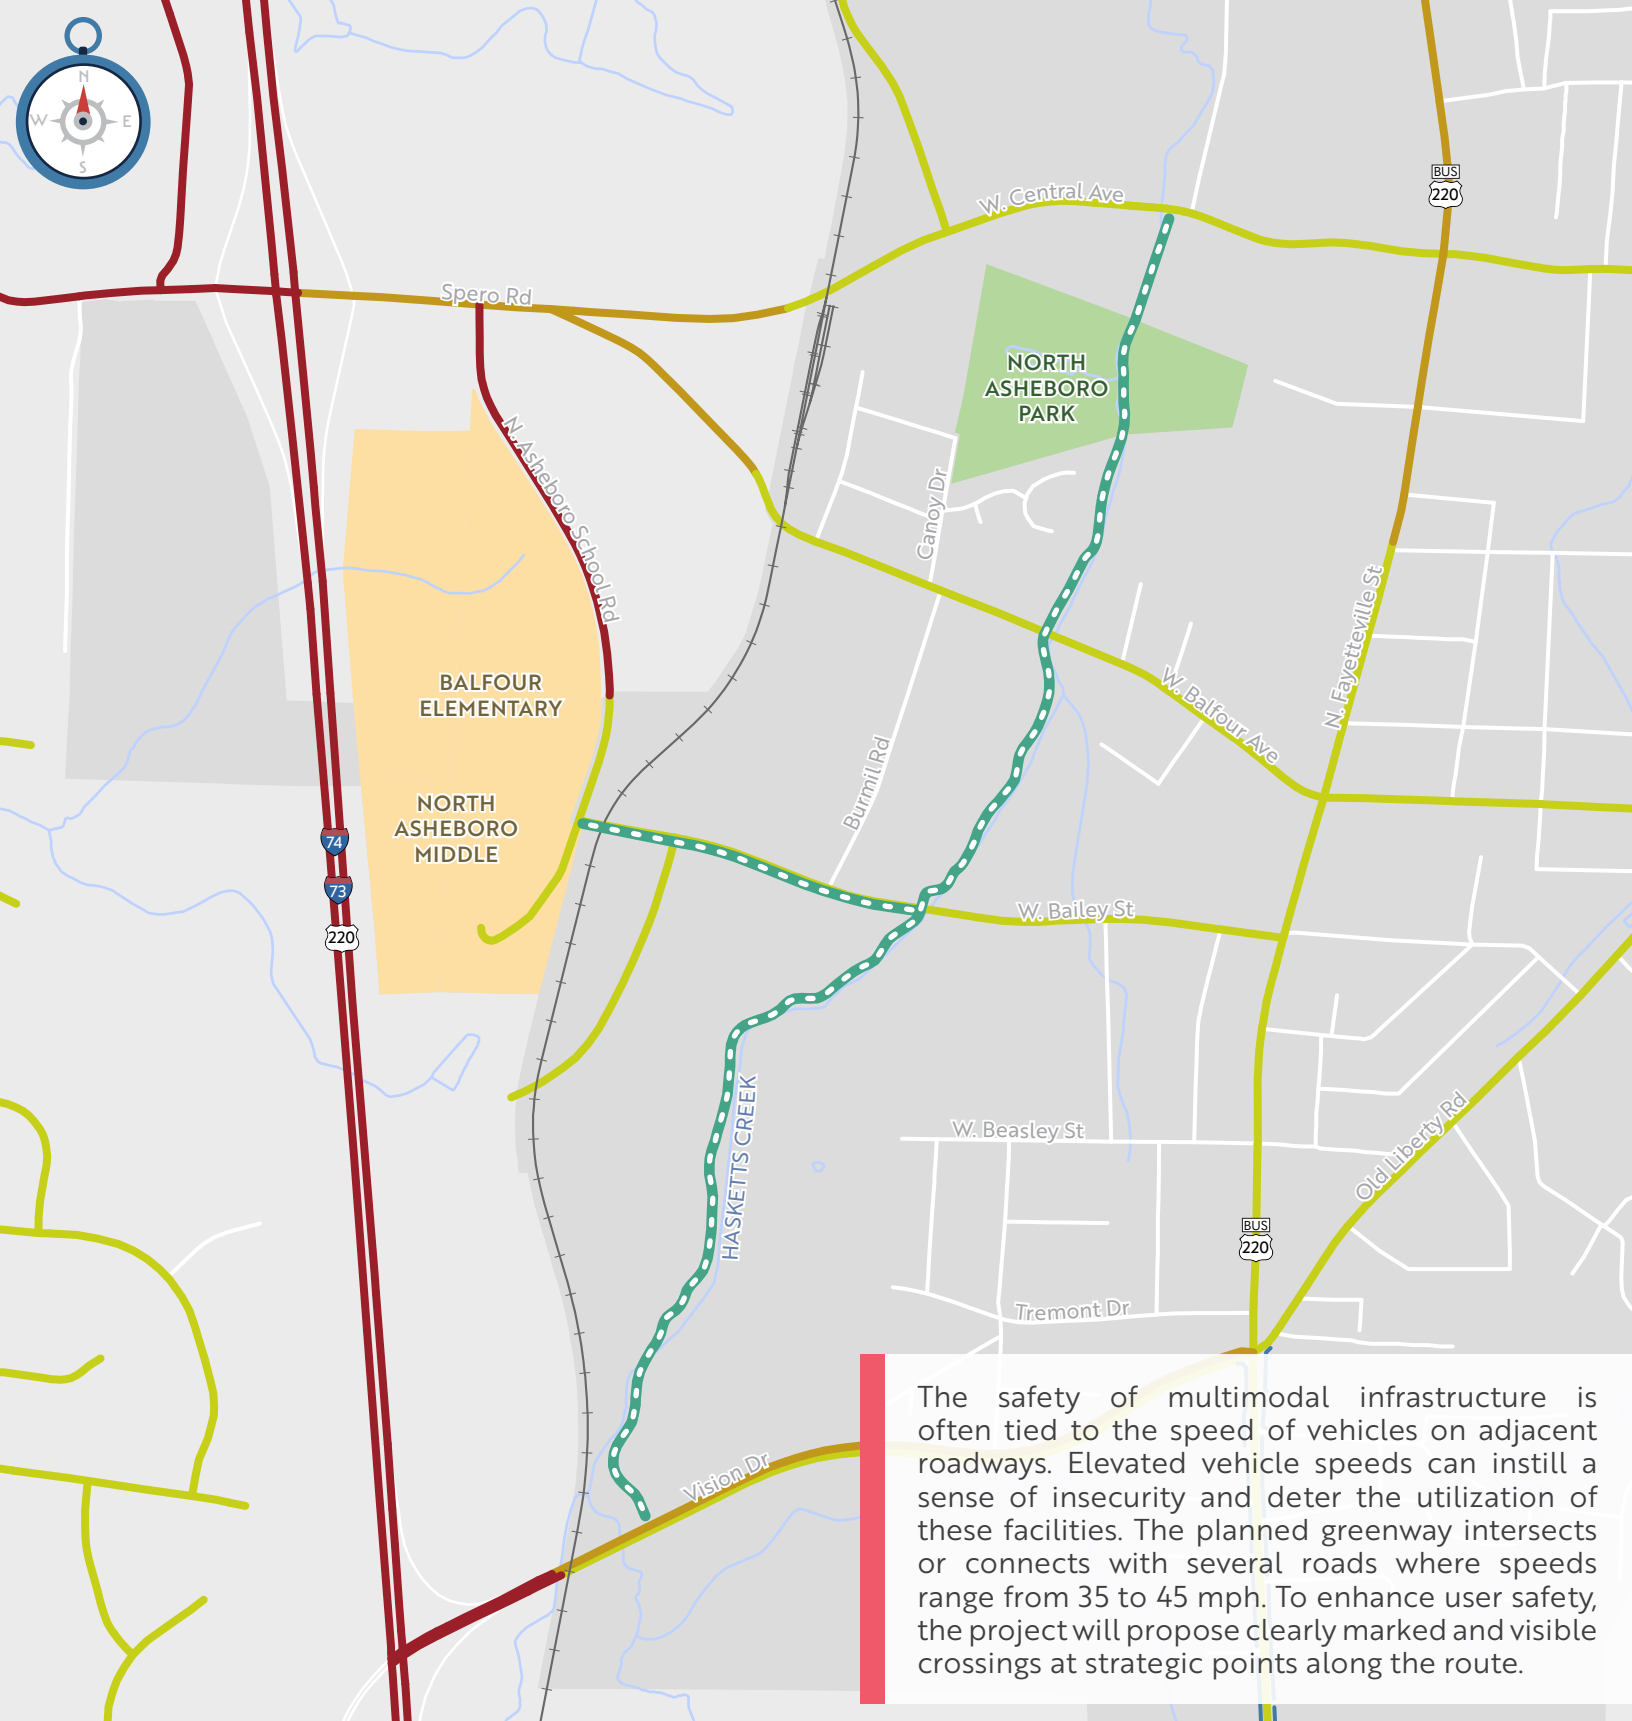 N
W
E
S
W. Central Ave
BUS
220
Spero Rd
NORTH
ASHEBORO
PARK
N. Asheboro School Rd
Canoy Dr
N. Fayetteville St
BALFOUR
ELEMENTARY
W. Balfour Ave
Burmil Rd
NORTH
ASHEBORO
MIDDLE
74
73
220
W. Bailey St
HASKETTS CREEK
W. Beasley St
Old Liberty Rd
BUS
220
Tremont Dr
Vision Dr
The safety of multimodal infrastructure is
often tied to the speed of vehicles on adjacent
roadways. Elevated vehicle speeds can instill a
sense of insecurity and deter the utilization of
these facilities. The planned greenway intersects
or connects with several roads where speeds
range from 35 to 45 mph. To enhance user safety,
the project will propose clearly marked and visible
crossings at strategic points along the route.